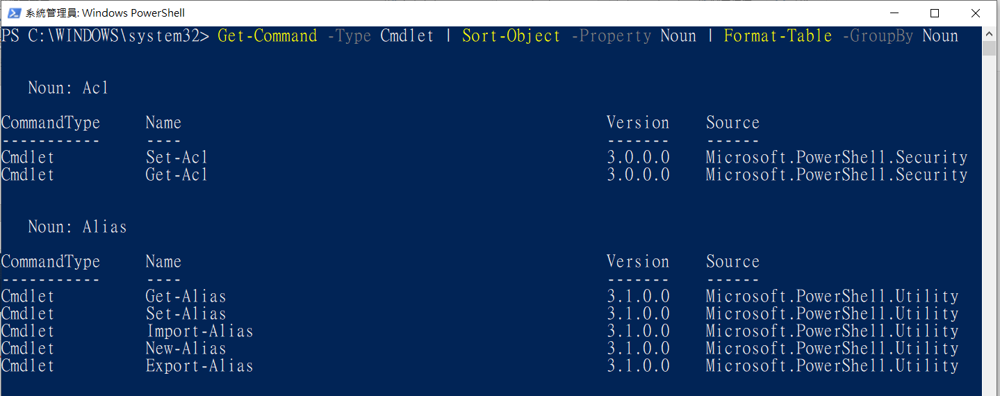 系統管理員: Windows PowerShell
PS C:\WINDOWS\system32> Get-Command -Type Cmdlet | Sort-Object -Property Noun | Format-Table -GroupBy Noun
Noun: Acl
CommandType Name Version Source
----------- ---- ------- ------
Cmdlet Set-Acl 3.0.0.0 Microsoft.PowerShell.Security
Cmdlet Get-Acl 3.0.0.0 Microsoft.PowerShell.Security
Noun: Alias
CommandType Name Version Source
----------- ---- ------- ------
Cmdlet Get-Alias 3.1.0.0 Microsoft.PowerShell.Utility
Cmdlet Set-Alias 3.1.0.0 Microsoft.PowerShell.Utility
Cmdlet Import-Alias 3.1.0.0 Microsoft.PowerShell.Utility
Cmdlet New-Alias 3.1.0.0 Microsoft.PowerShell.Utility
Cmdlet Export-Alias 3.1.0.0 Microsoft.PowerShell.Utility